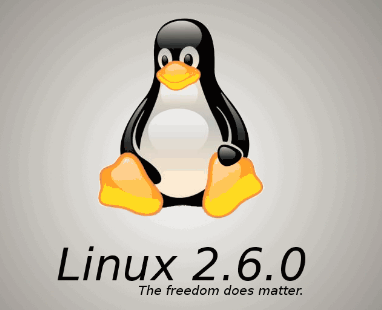 Linux 2.6.0
The freedom does matter.